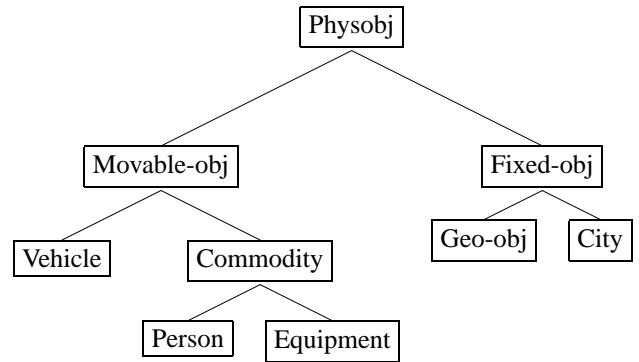 Physobj
Movable-obj
Fixed-obj
Vehicle
Commodity
Geo-obj
City
Person
Equipment